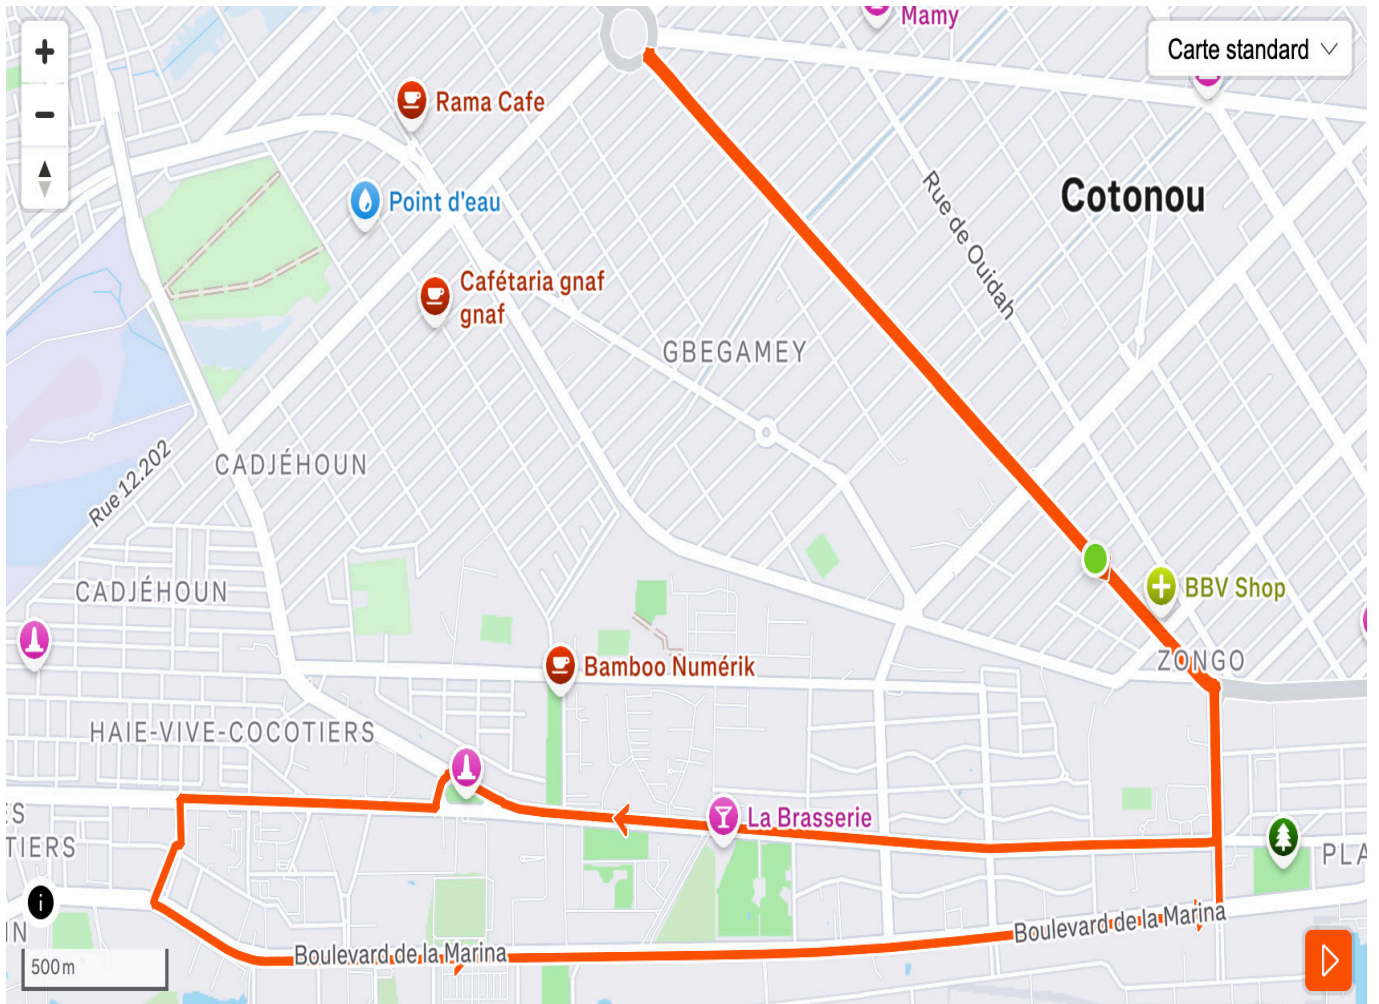 Mamy
Carte standard
Rama Cafe
Point d'eau
Cotonou
Rue de Ouidah
Cafétaria gnaf
gnaf
GBEGAMEY
CADJÉHOUN
Rue 12.202
CADJÉHOUN
BBV Shop
ZONGO
Bamboo Numérik
HAIE-VIVE-COCOTIERS
La Brasserie
ES
TIERS
PLA
i
IN
Boulevard de la Marina
Boulevard de la Marina
500 m